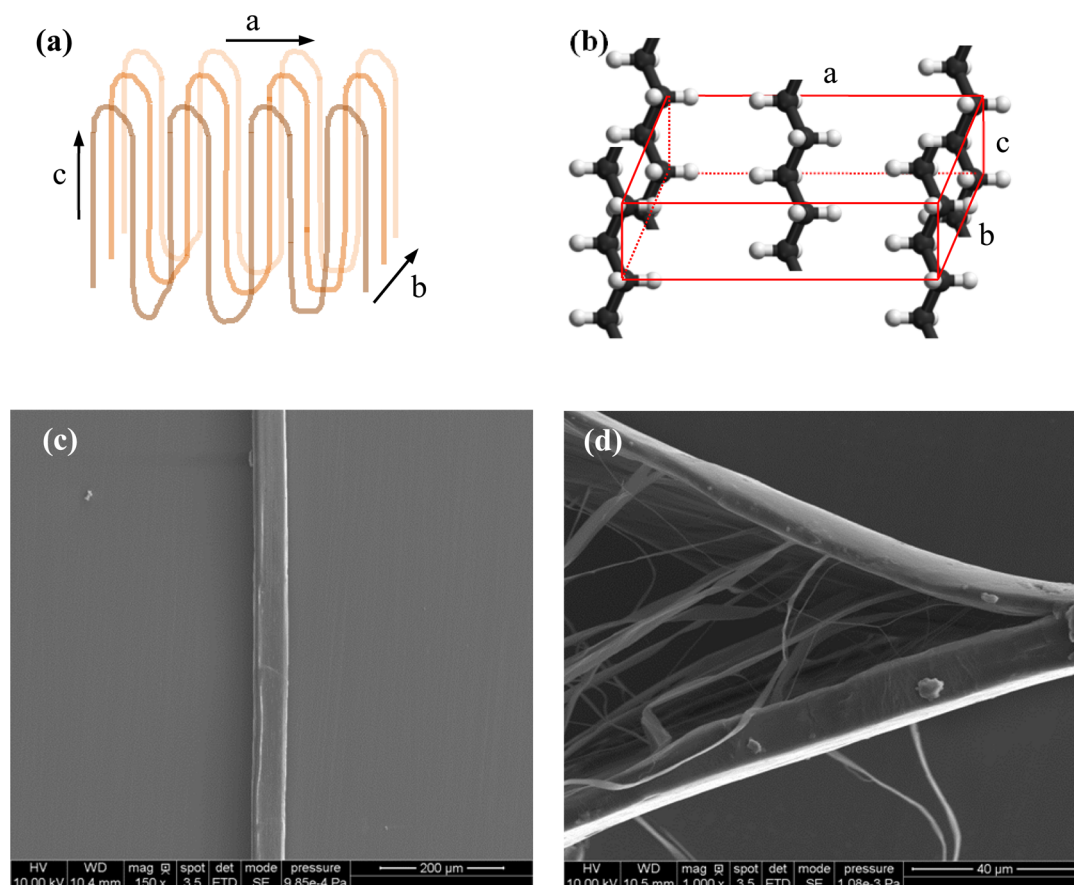 (a)
a
c
b
(b)
a
c
b
(c)
HV WD mag spot det mode pressure 200 µm
10.00 kV 10.4 mm 150 x 3.5 ETD SE 9.85e-4 Pa
(d)
HV WD mag spot det mode pressure 40 µm
10.00 kV 10.5 mm 1 000 x 3.5 ETD SE 1.08e-3 Pa